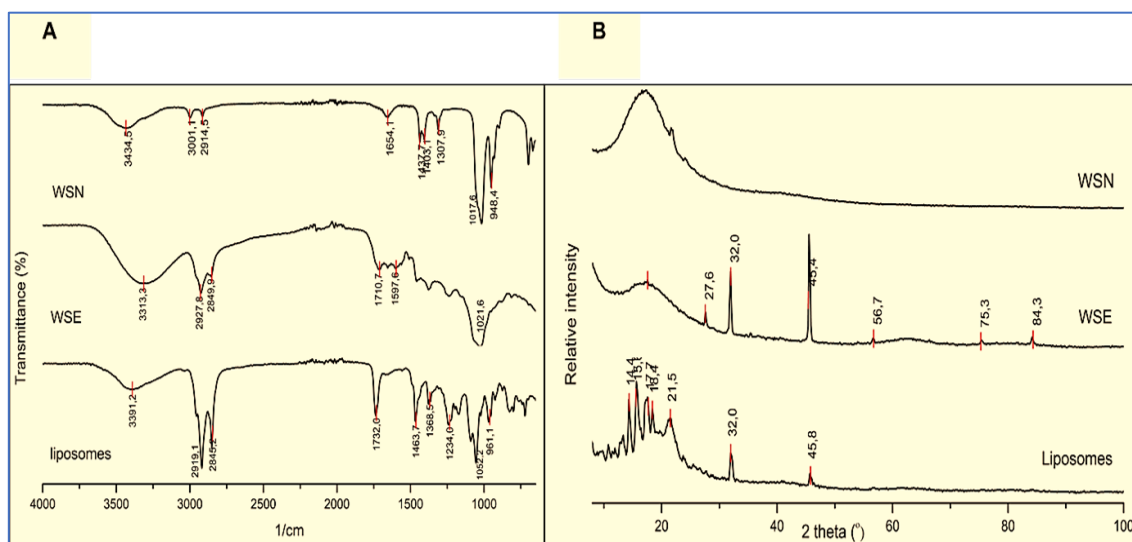 A
Transmittance (%)
3434,5
3001,1
2914,5
1654,1
1437,7
1403,1
1307,9
1017,6
948,4
WSN
3313,3
2927,8
2849,9
1710,7
1597,6
1021,6
WSE
3391,2
2919,1
2845,2
1732,0
1463,7
1368,5
1234,0
1052,2
961,1
liposomes
4000 3500 3000 2500 2000 1500 1000
1/cm
B
Relative intensity
WSN
27,6
32,0
45,4
56,7
75,3
84,3
WSE
14,4
17,7
18,4
21,5
32,0
45,8
Liposomes
20 40 60 80 100
2 theta (°)